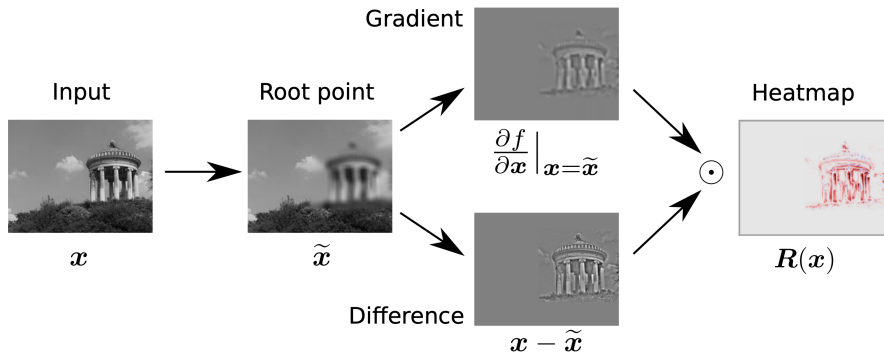 Gradient
Input
Root point
Heatmap
∂f/∂𝒙 |𝒙=𝒙̃
⊙
𝒙
𝒙̃
𝑹(𝒙)
Difference
𝒙 − 𝒙̃